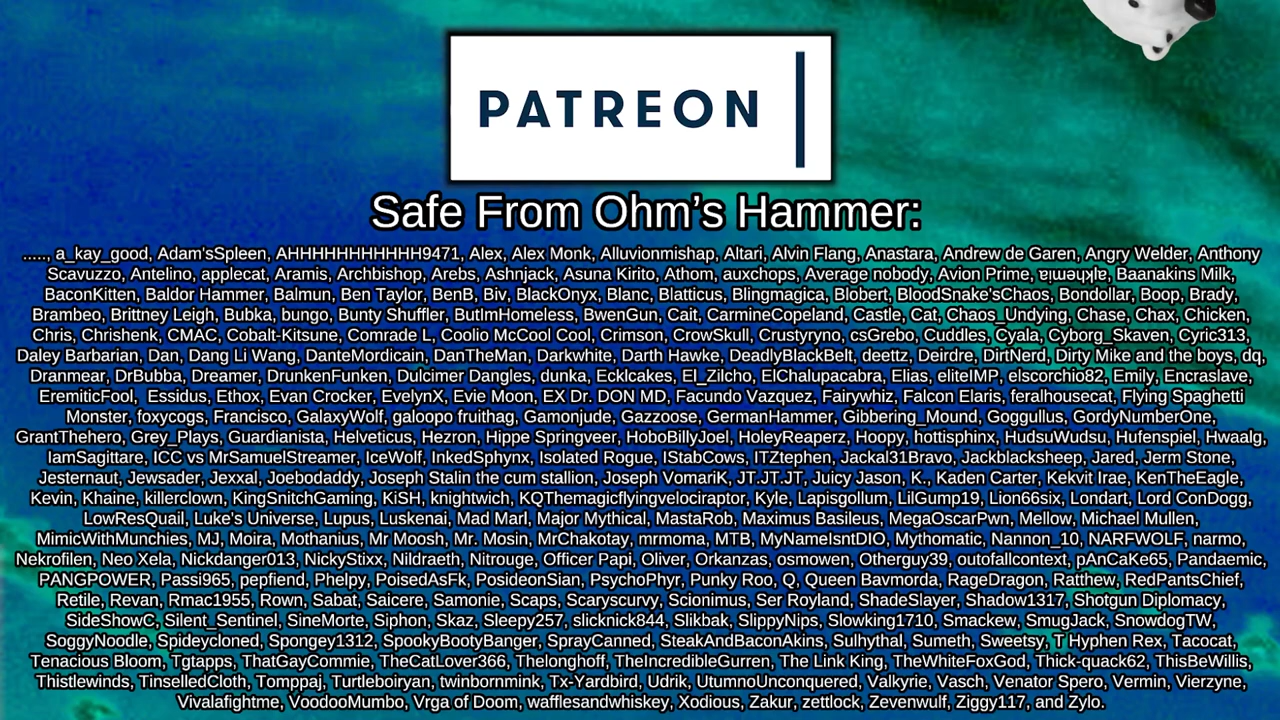 PATREON
Safe From Ohm’s Hammer:
....., a_kay_good, Adam'sSpleen, AHHHHHHHHHHH9471, Alex, Alex Monk, Alluvionmishap, Altari, Alvin Flang, Anastara, Andrew de Garen, Angry Welder, Anthony
Scavuzzo, Antelino, applecat, Aramis, Archbishop, Arebs, Ashnjack, Asuna Kirito, Athom, auxchops, Average nobody, Avion Prime, Baanakins Milk,
BaconKitten, Baldor Hammer, Balmun, Ben Taylor, BenB, Biv, BlackOnyx, Blanc, Blatticus, Blingmagica, Blobert, BloodSnake'sChaos, Bondollar, Boop, Brady,
Brambeo, Brittney Leigh, Bubka, bungo, Bunty Shuffler, ButImHomeless, BwenGun, Cait, CarmineCopeland, Castle, Cat, Chaos_Undying, Chase, Chax, Chicken,
Chris, Chrishenk, CMAC, Cobalt-Kitsune, Comrade L, Coolio McCool Cool, Crimson, CrowSkull, Crustyryno, csGrebo, Cuddles, Cyala, Cyborg_Skaven, Cyric313,
Daley Barbarian, Dan, Dang Li Wang, DanteMordicain, DanTheMan, Darkwhite, Darth Hawke, DeadlyBlackBelt, deettz, Deirdre, DirtNerd, Dirty Mike and the boys, dq,
Dranmear, DrBubba, Dreamer, DrunkenFunken, Dulcimer Dangles, dunka, Ecklcakes, El_Zilcho, ElChalupacabra, Elias, eliteIMP, elscorchio82, Emily, Encraslave,
EremiticFool, Essidus, Ethox, Evan Crocker, EvelynX, Evie Moon, EX Dr. DON MD, Facundo Vazquez, Fairywhiz, Falcon Elaris, feralhousecat, Flying Spaghetti
Monster, foxycogs, Francisco, GalaxyWolf, galoopo fruithag, Gamonjude, Gazzoose, GermanHammer, Gibbering_Mound, Goggullus, GordyNumberOne,
GrantThehero, Grey_Plays, Guardianista, Helveticus, Hezron, Hippe Springveer, HoboBillyJoel, HoleyReaperz, Hoopy, hottisphinx, HudsuWudsu, Hufenspiel, Hwaalg,
IamSagittare, ICC vs MrSamuelStreamer, IceWolf, InkedSphynx, Isolated Rogue, IStabCows, ITZtephen, Jackal31Bravo, Jackblacksheep, Jared, Jerm Stone,
Jesternaut, Jewsader, Jexxal, Joebodaddy, Joseph Stalin the cum stallion, Joseph VomariK, JT.JT.JT, Juicy Jason, K., Kaden Carter, Kekvit Irae, KenTheEagle,
Kevin, Khaine, killerclown, KingSnitchGaming, KiSH, knightwich, KQThemagicflyingvelociraptor, Kyle, Lapisgollum, LilGump19, Lion66six, Londart, Lord ConDogg,
LowResQuail, Luke's Universe, Lupus, Luskenai, Mad Marl, Major Mythical, MastaRob, Maximus Basileus, MegaOscarPwn, Mellow, Michael Mullen,
MimicWithMunchies, MJ, Moira, Mothanius, Mr Moosh, Mr. Mosin, MrChakotay, mrmoma, MTB, MyNameIsntDIO, Mythomatic, Nannon_10, NARFWOLF, narmo,
Nekrofilen, Neo Xela, Nickdanger013, NickyStixx, Nildraeth, Nitrouge, Officer Papi, Oliver, Orkanzas, osmowen, Otherguy39, outofallcontext, pAnCaKe65, Pandaemic,
PANGPOWER, Passi965, pepfiend, Phelpy, PoisedAsFk, PosideonSian, PsychoPhyr, Punky Roo, Q, Queen Bavmorda, RageDragon, Ratthew, RedPantsChief,
Retile, Revan, Rmac1955, Rown, Sabat, Saicere, Samonie, Scaps, Scaryscurvy, Scionimus, Ser Royland, ShadeSlayer, Shadow1317, Shotgun Diplomacy,
SideShowC, Silent_Sentinel, SineMorte, Siphon, Skaz, Sleepy257, slicknick844, Slikbak, SlippyNips, Slowking1710, Smackew, SmugJack, SnowdogTW,
SoggyNoodle, Spideycloned, Spongey1312, SpookyBootyBanger, SprayCanned, SteakAndBaconAkins, Sulhythal, Sumeth, Sweetsy, T Hyphen Rex, Tacocat,
Tenacious Bloom, Tgtapps, ThatGayCommie, TheCatLover366, Thelonghoff, TheIncredibleGurren, The Link King, TheWhiteFoxGod, Thick-quack62, ThisBeWillis,
Thistlewinds, TinselledCloth, Tomppaj, Turtleboiryan, twinbornmink, Tx-Yardbird, Udrik, UtumnoUnconquered, Valkyrie, Vasch, Venator Spero, Vermin, Vierzyne,
Vivalafightme, VoodooMumbo, Vrga of Doom, wafflesandwhiskey, Xodious, Zakur, zettlock, Zevenwulf, Ziggy117, and Zylo.